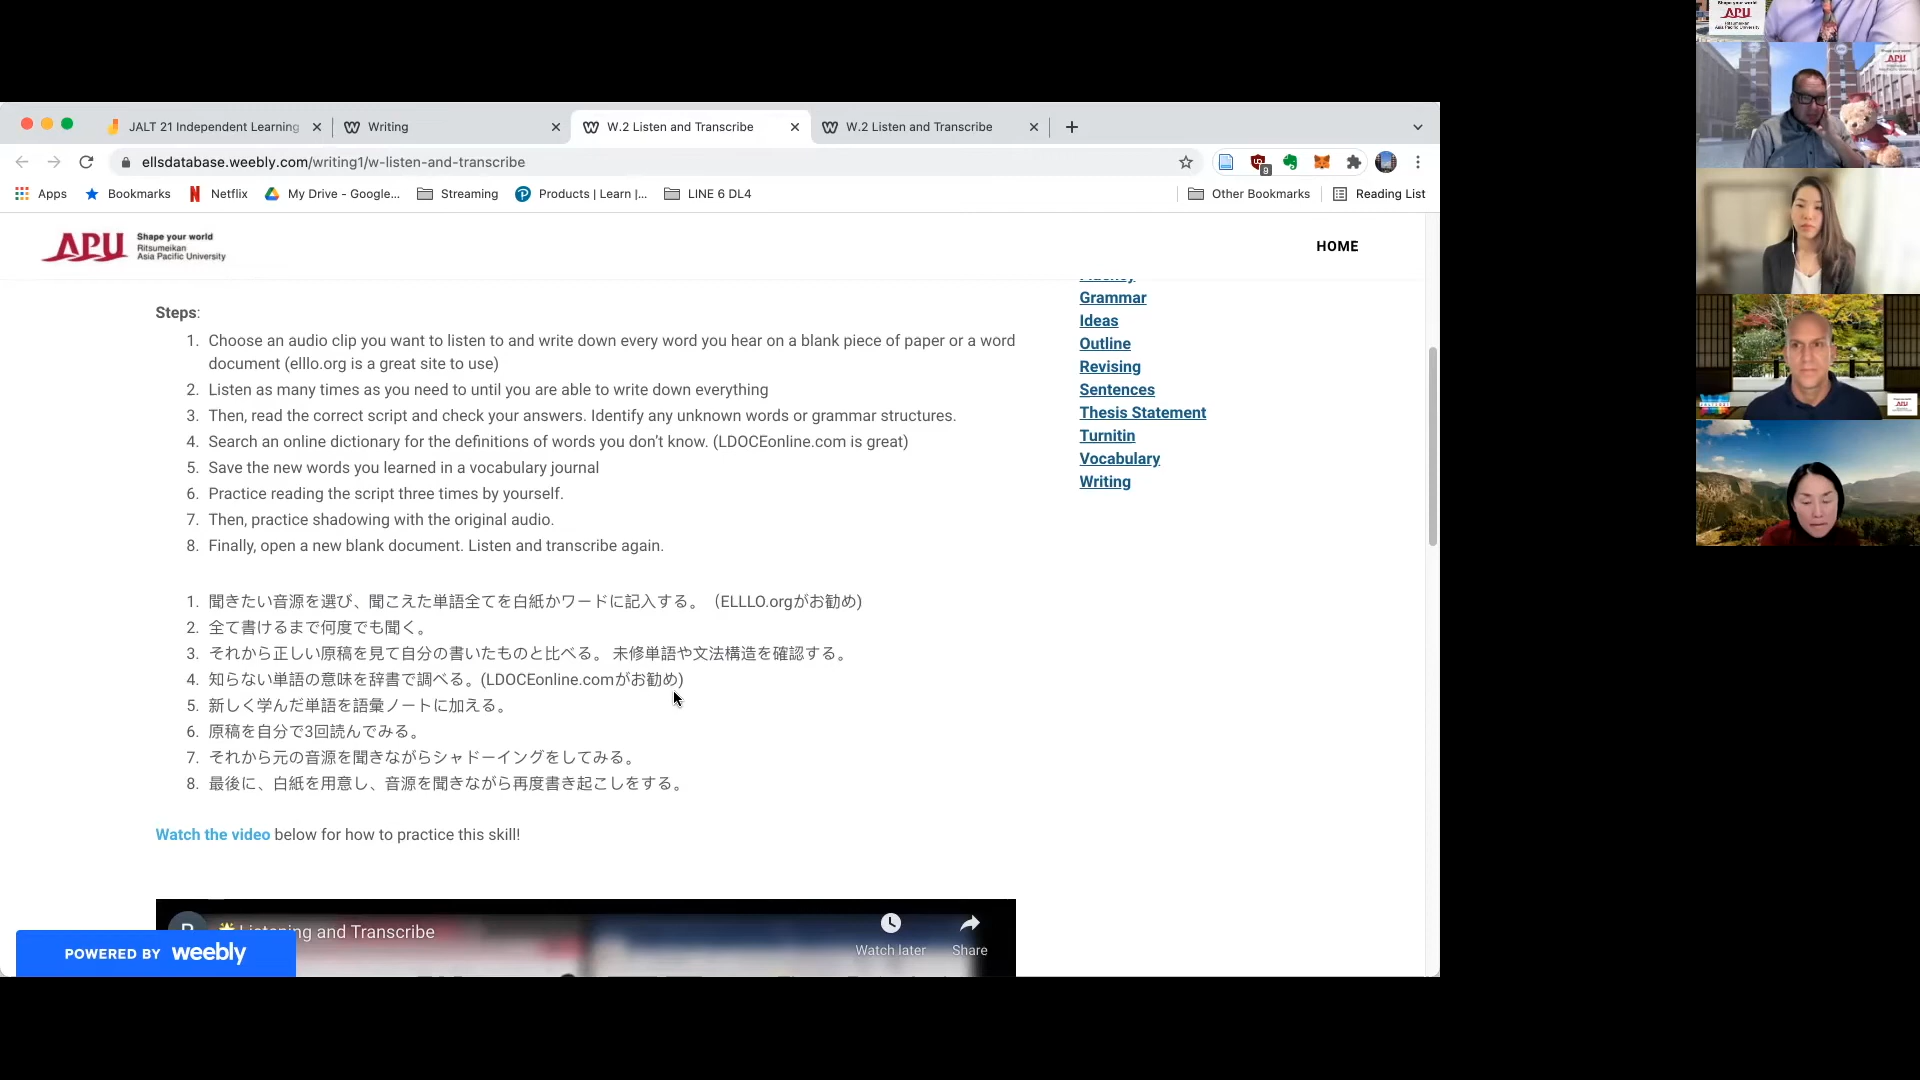 JALT 21 Independent Learning
Writing
W.2 Listen and Transcribe
W.2 Listen and Transcribe
ellsdatabase.weebly.com/writing1/w-listen-and-transcribe
9
Apps
Bookmarks
Netflix
My Drive - Google...
Streaming
Products | Learn |...
LINE 6 DL4
Other Bookmarks
Reading List
APU
Shape your world
Ritsumeikan
Asia Pacific University
HOME
Fluency
Grammar
Ideas
Outline
Revising
Sentences
Thesis Statement
Turnitin
Vocabulary
Writing
Steps:
1. Choose an audio clip you want to listen to and write down every word you hear on a blank piece of paper or a word
document (elllo.org is a great site to use)
2. Listen as many times as you need to until you are able to write down everything
3. Then, read the correct script and check your answers. Identify any unknown words or grammar structures.
4. Search an online dictionary for the definitions of words you don’t know. (LDOCEonline.com is great)
5. Save the new words you learned in a vocabulary journal
6. Practice reading the script three times by yourself.
7. Then, practice shadowing with the original audio.
8. Finally, open a new blank document. Listen and transcribe again.
1. 聞きたい音源を選び、聞こえた単語全てを白紙かワードに記入する。（ELLLO.orgがお勧め)
2. 全て書けるまで何度でも聞く。
3. それから正しい原稿を見て自分の書いたものと比べる。 未修単語や文法構造を確認する。
4. 知らない単語の意味を辞書で調べる。(LDOCEonline.comがお勧め)
5. 新しく学んだ単語を語彙ノートに加える。
6. 原稿を自分で3回読んでみる。
7. それから元の音源を聞きながらシャドーイングをしてみる。
8. 最後に、白紙を用意し、音源を聞きながら再度書き起こしをする。
Watch the video below for how to practice this skill!
Listening and Transcribe
Watch later
Share
POWERED BY weebly
Shape your world
APU
Ritsumeikan
Asia Pacific University
APU